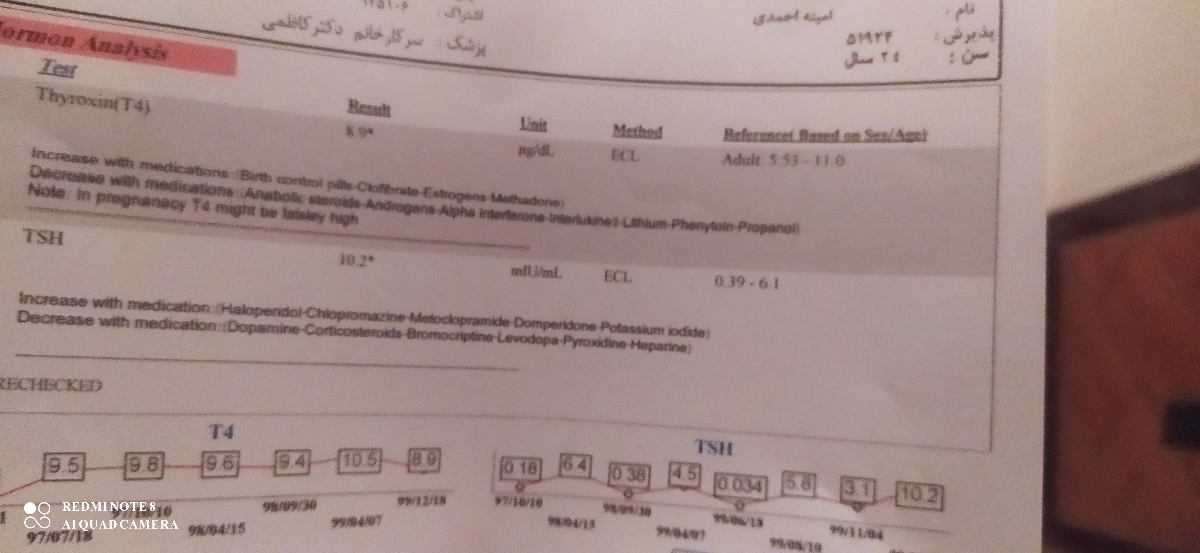 نام : امینه احمدی
پذیرش : ۵۱۹۲۴
سن : ۲۴ سال
اشتراک :
پزشک : سرکار خانم دکتر کاظمی
Hormon Analysis
Test Result Unit Method Reference( Based on Sex/Age)
Thyroxin(T4) 8.9* µg/dL ECL Adult 5.53 - 11.0
Increase with medications:(Birth control pills-Clofibrate-Estrogens-Methadone)
Decrease with medications:(Anabolic steroids-Androgens-Alpha Interferone-Interlukine2-Lithium-Phenytoin-Propanol)
Note: in pregnanacy T4 might be falsley high
TSH 10.2* mIU/mL ECL 0.39 - 6.1
Increase with medication:(Haloperidol-Chlopromazine-Metoclopramide-Domperidone-Potassium iodide)
Decrease with medication:(Dopamine-Corticosteroids-Bromocriptine-Levodopa-Pyroxidine-Heparine)
RECHECKED
T4
9.5 9.8 9.6 9.4 10.5 8.9
97/07/18 97/10/10 98/04/15 98/09/30 99/04/07 99/12/18
TSH
0.18 6.4 0.38 4.5 0.034 5.8 3.1 10.2
97/10/10 98/04/15 98/09/30 99/04/07 99/06/18 99/08/19 99/11/04
REDMI NOTE 8
AI QUAD CAMERA